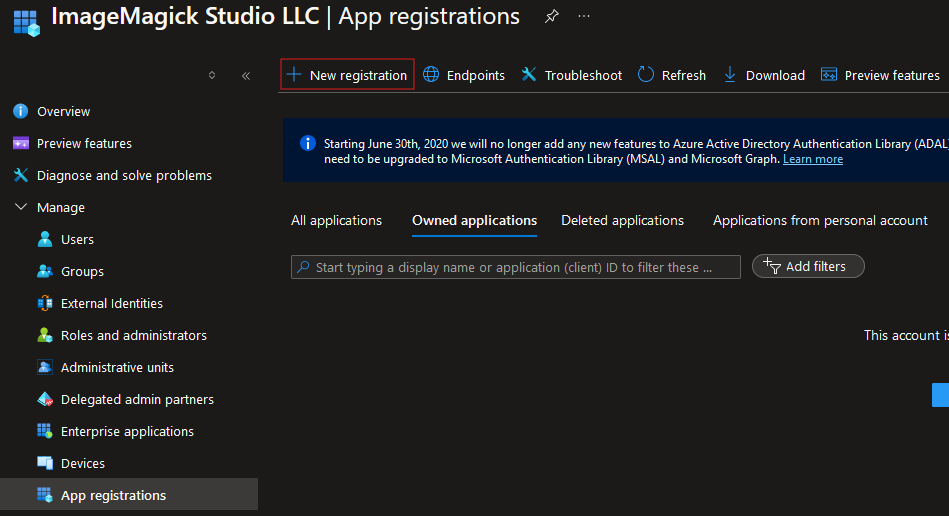 ImageMagick Studio LLC | App registrations
New registration
Endpoints
Troubleshoot
Refresh
Download
Preview features
Overview
Preview features
Diagnose and solve problems
Manage
Users
Groups
External Identities
Roles and administrators
Administrative units
Delegated admin partners
Enterprise applications
Devices
App registrations
Starting June 30th, 2020 we will no longer add any new features to Azure Active Directory Authentication Library (ADAL)
need to be upgraded to Microsoft Authentication Library (MSAL) and Microsoft Graph. Learn more
All applications
Owned applications
Deleted applications
Applications from personal account
Start typing a display name or application (client) ID to filter these ...
Add filters
This account is